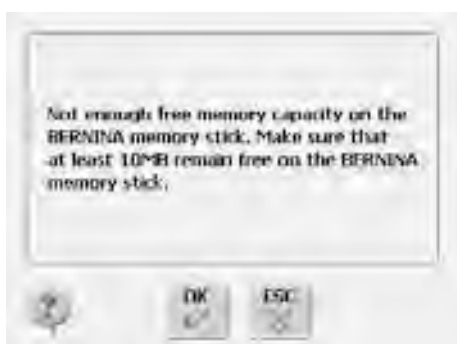 Not enough free memory capacity on the
BERNINA memory stick. Make sure that
at least 10MB remain free on the BERNINA
memory stick.
?
OK ESC